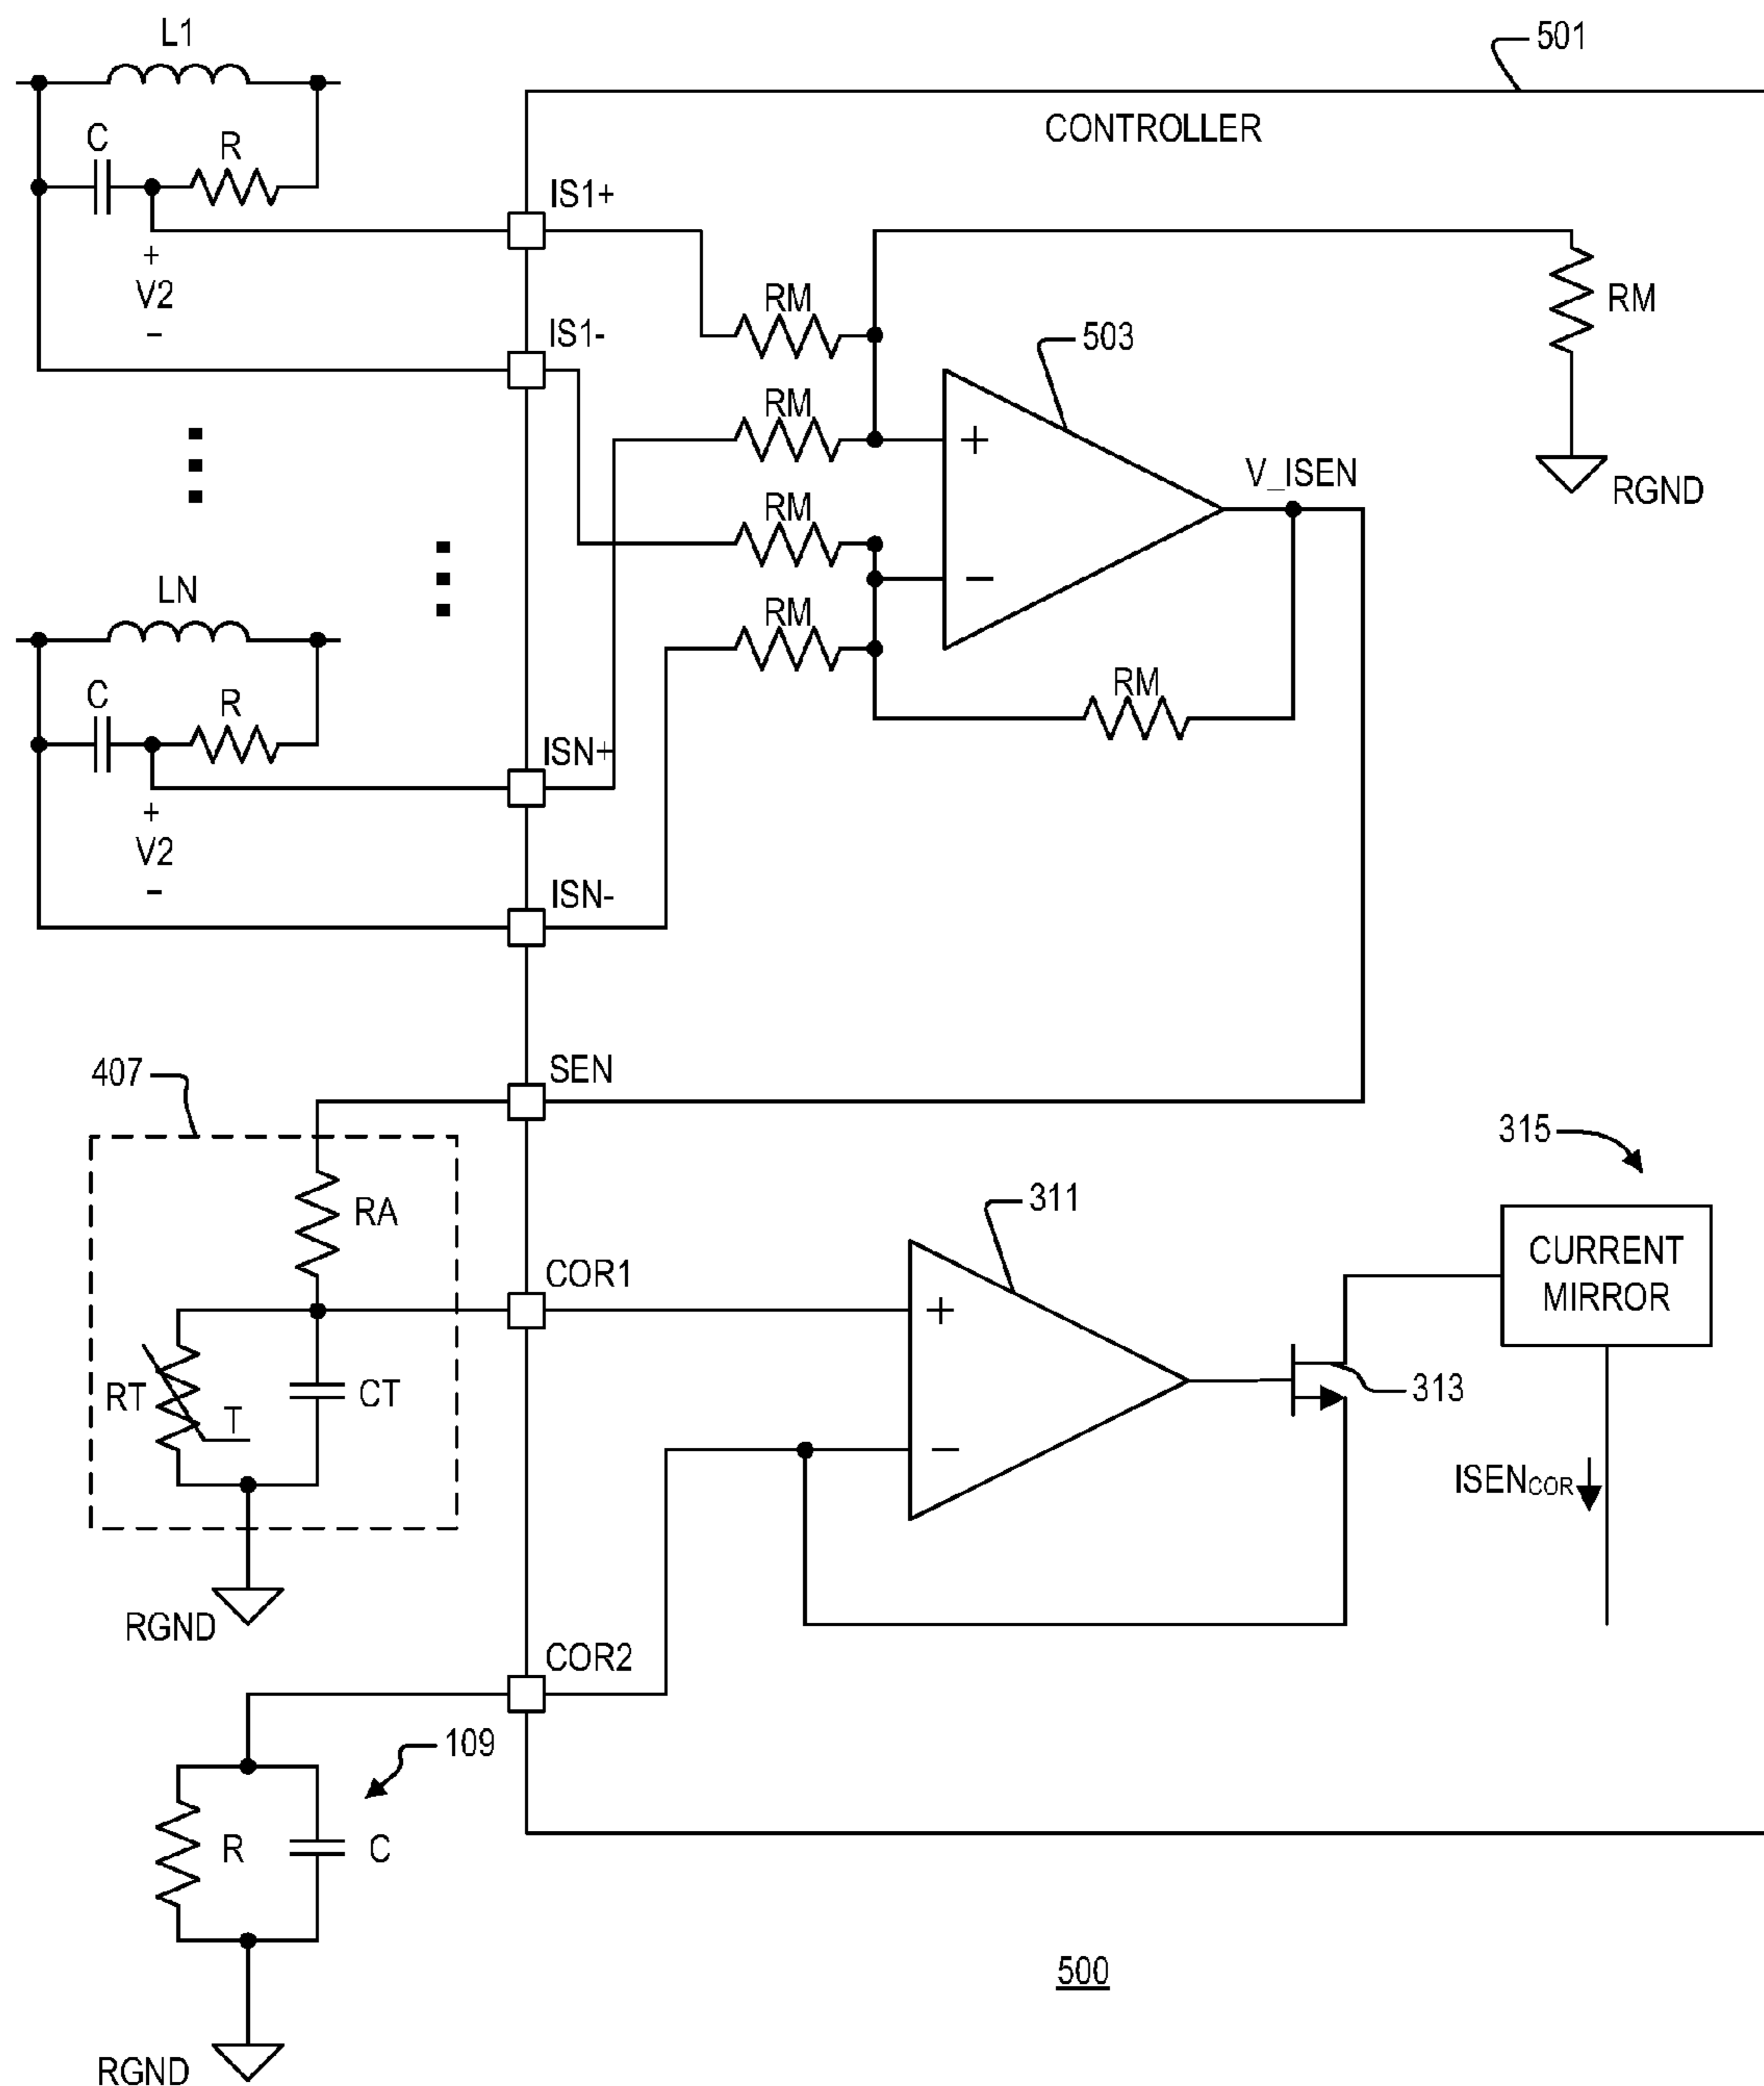 L1
501
CONTROLLER
C
R
IS1+
+
V2
-
RM
RM
IS1-
503
RM
+
V_ISEN
RGND
RM
-
LN
RM
RM
C
R
ISN+
+
V2
-
ISN-
SEN
407
315
RA
311
CURRENT
MIRROR
COR1
+
RT
T
CT
313
-
ISENCOR
RGND
COR2
109
R
C
500
RGND